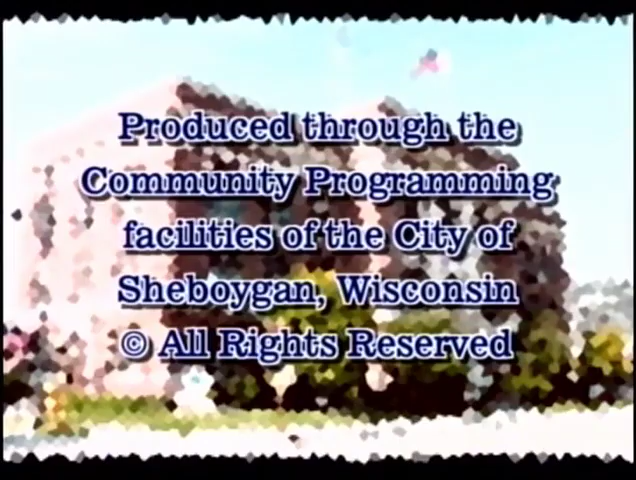 Produced through the
Community Programming
facilities of the City of
Sheboygan, Wisconsin
© All Rights Reserved